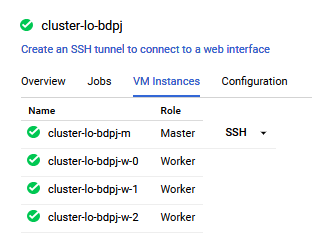 cluster-lo-bdpj
Create an SSH tunnel to connect to a web interface
Overview Jobs VM Instances Configuration
Name Role
cluster-lo-bdpj-m Master SSH
cluster-lo-bdpj-w-0 Worker
cluster-lo-bdpj-w-1 Worker
cluster-lo-bdpj-w-2 Worker